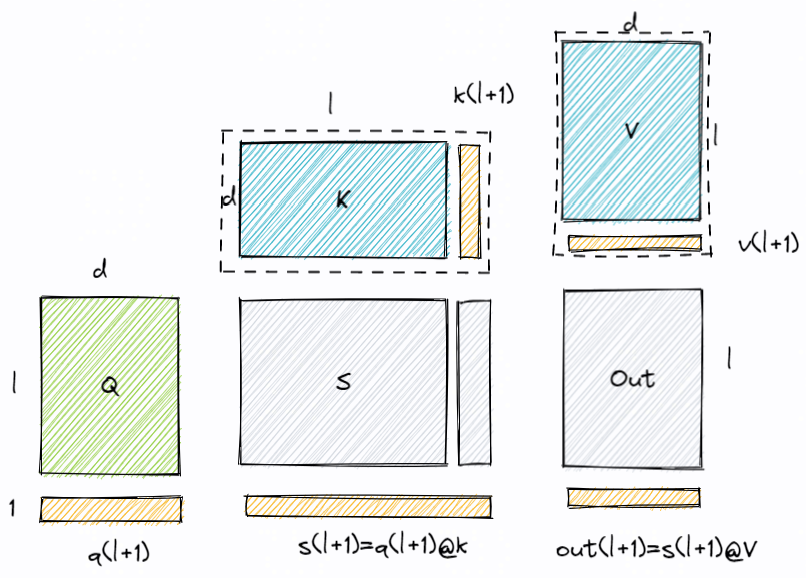 d
l
k(l+1)
V
l
d
K
v(l+1)
d
l
Q
S
Out
l
1
q(l+1)
s(l+1)=q(l+1)@k
out(l+1)=s(l+1)@V